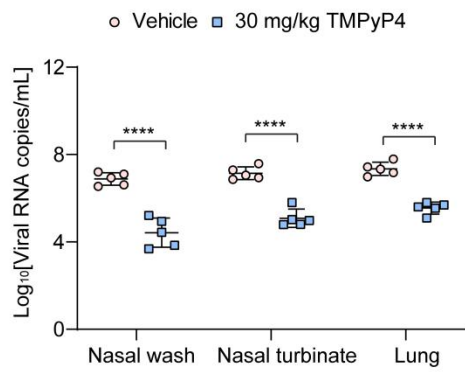 Vehicle 30 mg/kg TMPyP4
Log10[Viral RNA copies/mL]
12
8
4
0
**** **** ****
Nasal wash Nasal turbinate Lung